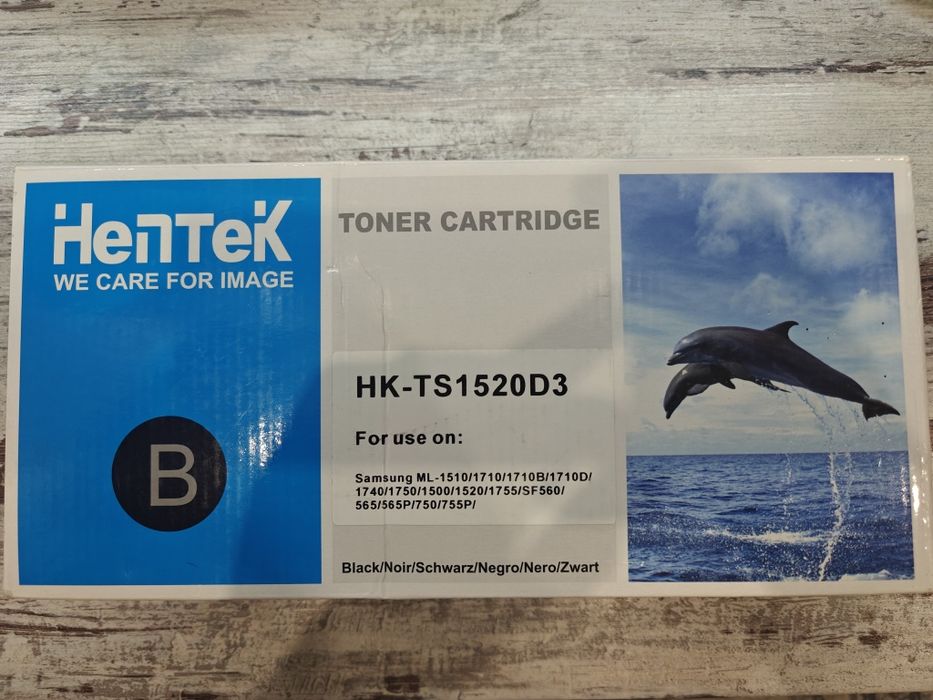 HenTeK
WE CARE FOR IMAGE
B
TONER CARTRIDGE
HK-TS1520D3
For use on:
Samsung ML-1510/1710/1710B/1710D/
1740/1750/1500/1520/1755/SF560/
565/565P/750/755P/
Black/Noir/Schwarz/Negro/Nero/Zwart